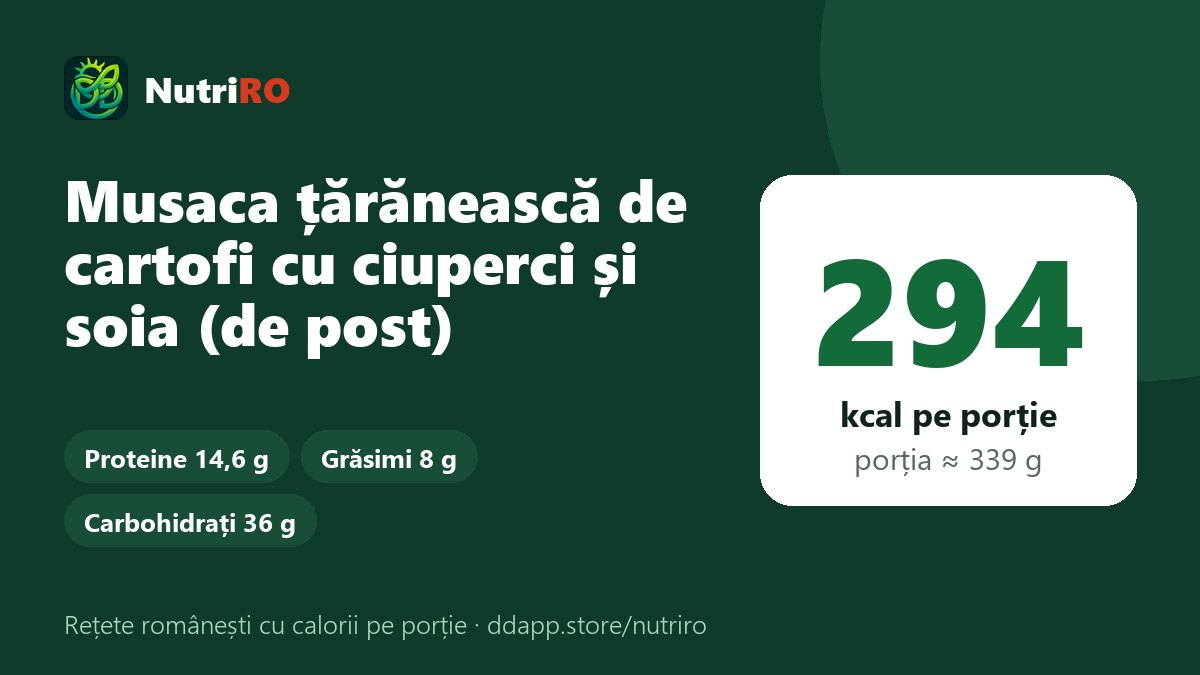 NutriRO
Musaca țărănească de
cartofi cu ciuperci și
soia (de post)
294
kcal pe porție
porția ≈ 339 g
Proteine 14,6 g
Grăsimi 8 g
Carbohidrați 36 g
Rețete românești cu calorii pe porție · ddapp.store/nutriro